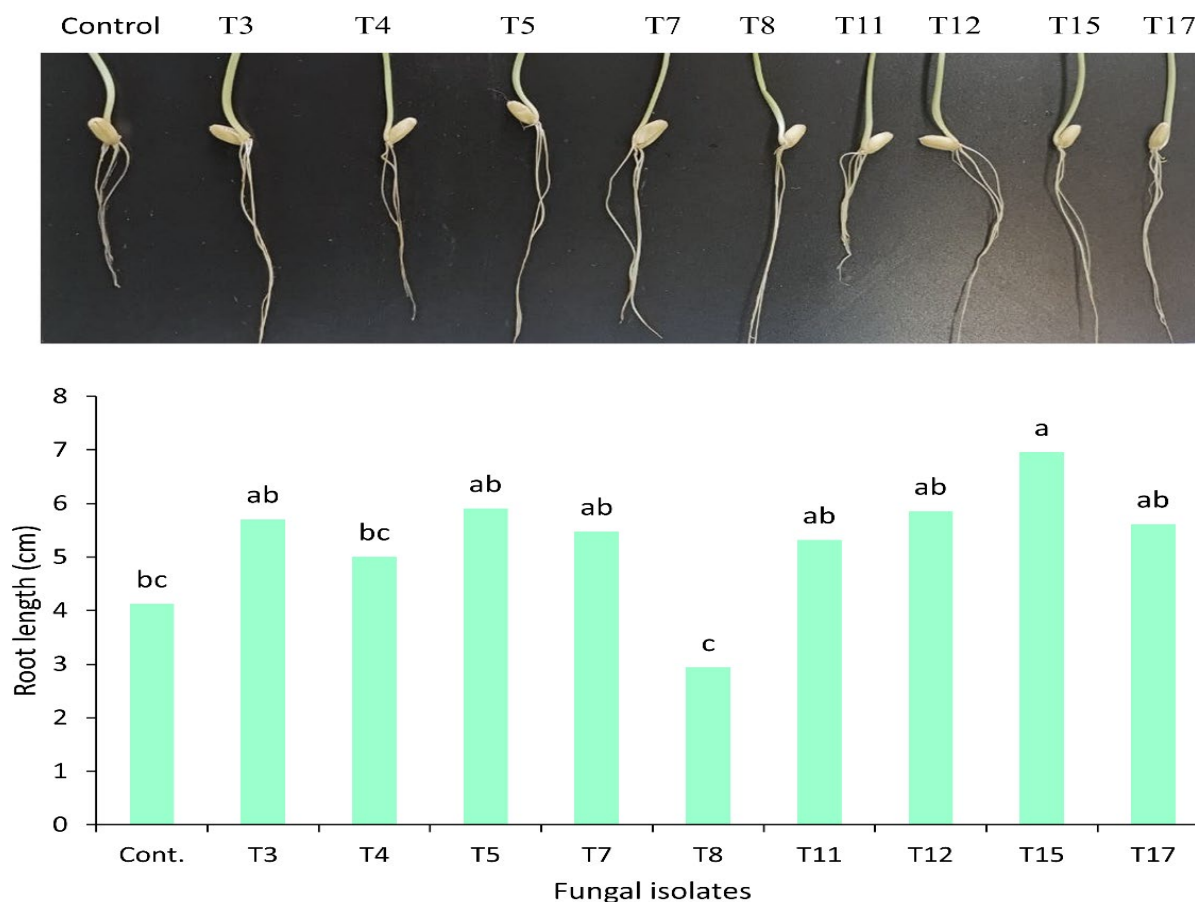 Control T3 T4 T5 T7 T8 T11 T12 T15 T17
8
7
6
5
4
3
2
1
0
Root length (cm)
bc
ab
bc
ab
ab
c
ab
ab
a
ab
Cont. T3 T4 T5 T7 T8 T11 T12 T15 T17
Fungal isolates